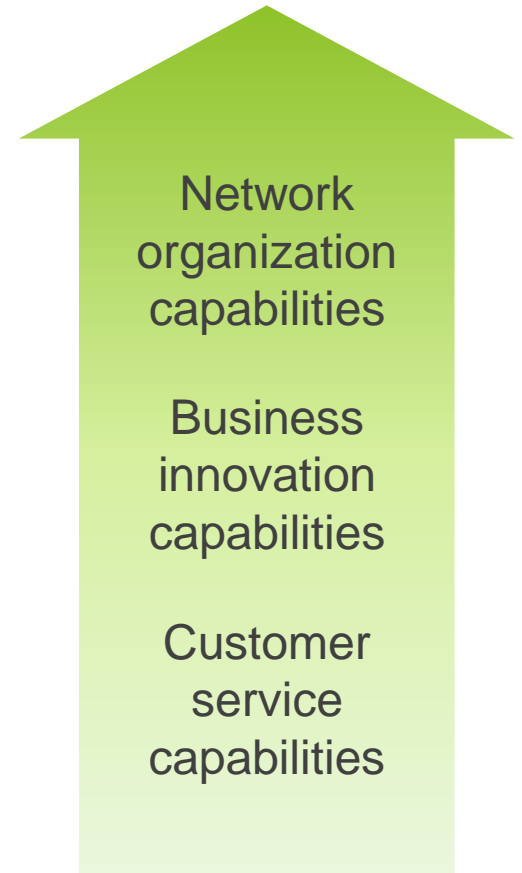 Network
organization
capabilities
Business
innovation
capabilities
Customer
service
capabilities